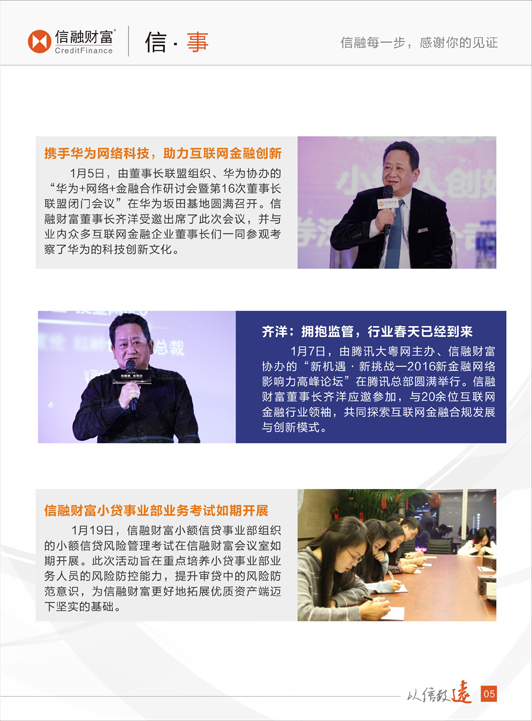 信融财富
CreditFinance
信·事
信融每一步，感谢你的见证
携手华为网络科技，助力互联网金融创新
1月5日，由董事长联盟组织、华为协办的
“华为+网络+金融合作研讨会暨第16次董事长
联盟闭门会议”在华为坂田基地圆满召开。信
融财富董事长齐洋受邀出席了此次会议，并与
业内众多互联网金融企业董事长们一同参观考
察了华为的科技创新文化。
齐洋：拥抱监管，行业春天已经到来
1月7日，由腾讯大粤网主办、信融财富
协办的“新机遇·新挑战—2016新金融网络
影响力高峰论坛”在腾讯总部圆满举行。信融
财富董事长齐洋应邀参加，与20余位互联网
金融行业领袖，共同探索互联网金融合规发展
与创新模式。
总裁
信融财富小贷事业部业务考试如期开展
1月19日，信融财富小额信贷事业部组织
的小额信贷风险管理考试在信融财富会议室如
期开展。此次活动旨在重点培养小贷事业部业
务人员的风险防控能力，提升审贷中的风险防
范意识，为信融财富更好地拓展优质资产端迈
下坚实的基础。
以信致远
05